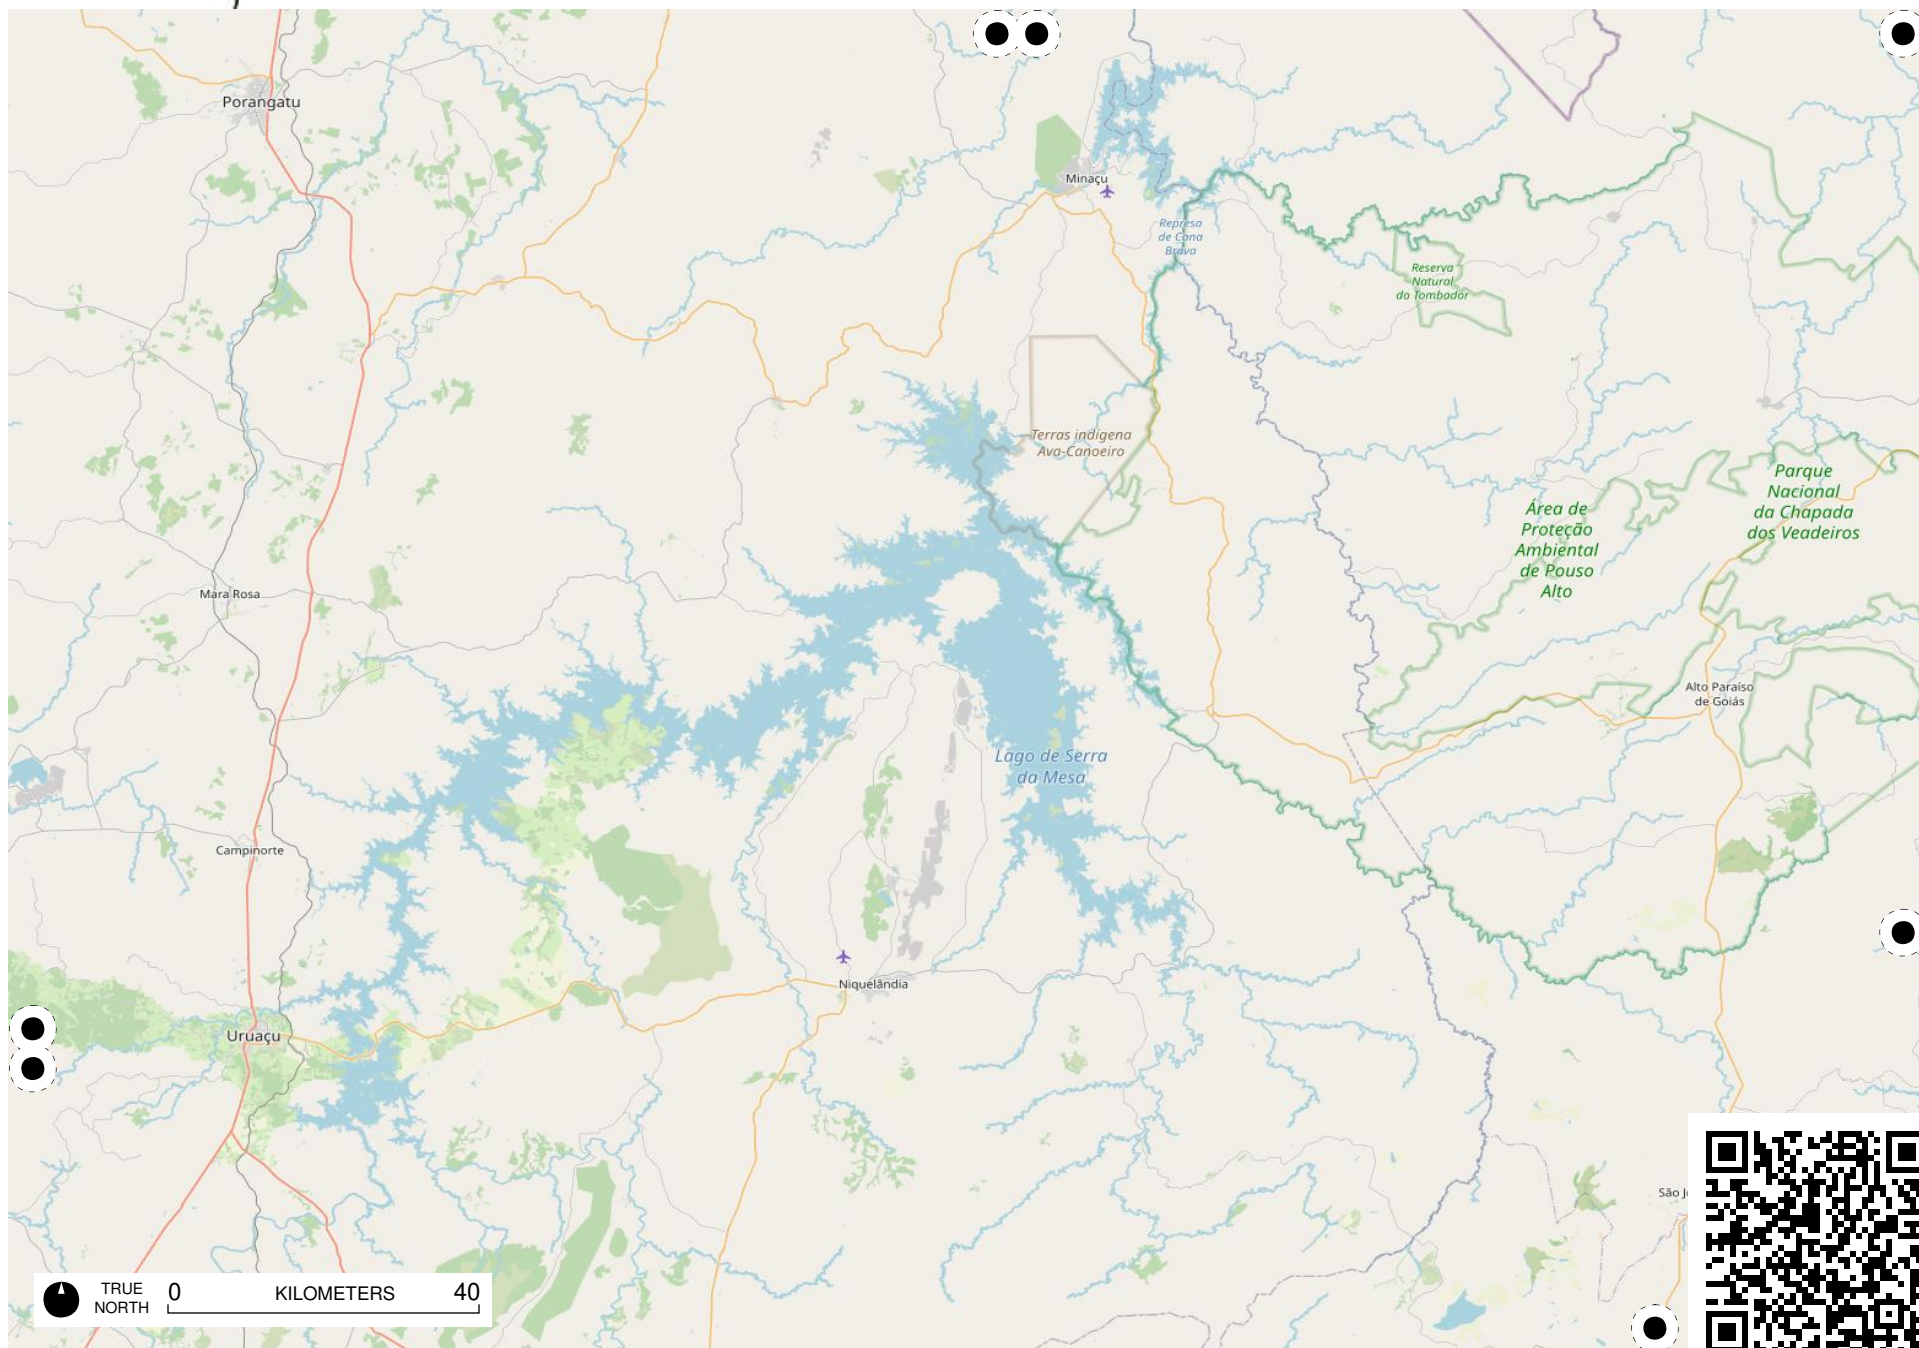 Porangatu
Minaçu
Represa
de Cana
Brava
Reserva
Natural
do Tombador
Terras indígena
Ava-Canoeiro
Parque
Nacional
da Chapada
dos Veadeiros
Área de
Proteção
Ambiental
de Pouso
Alto
Mara Rosa
Alto Paraíso
de Goiás
Lago de Serra
da Mesa
Campinorte
Niquelândia
Uruaçu
São J
TRUE
NORTH
0 KILOMETERS 40